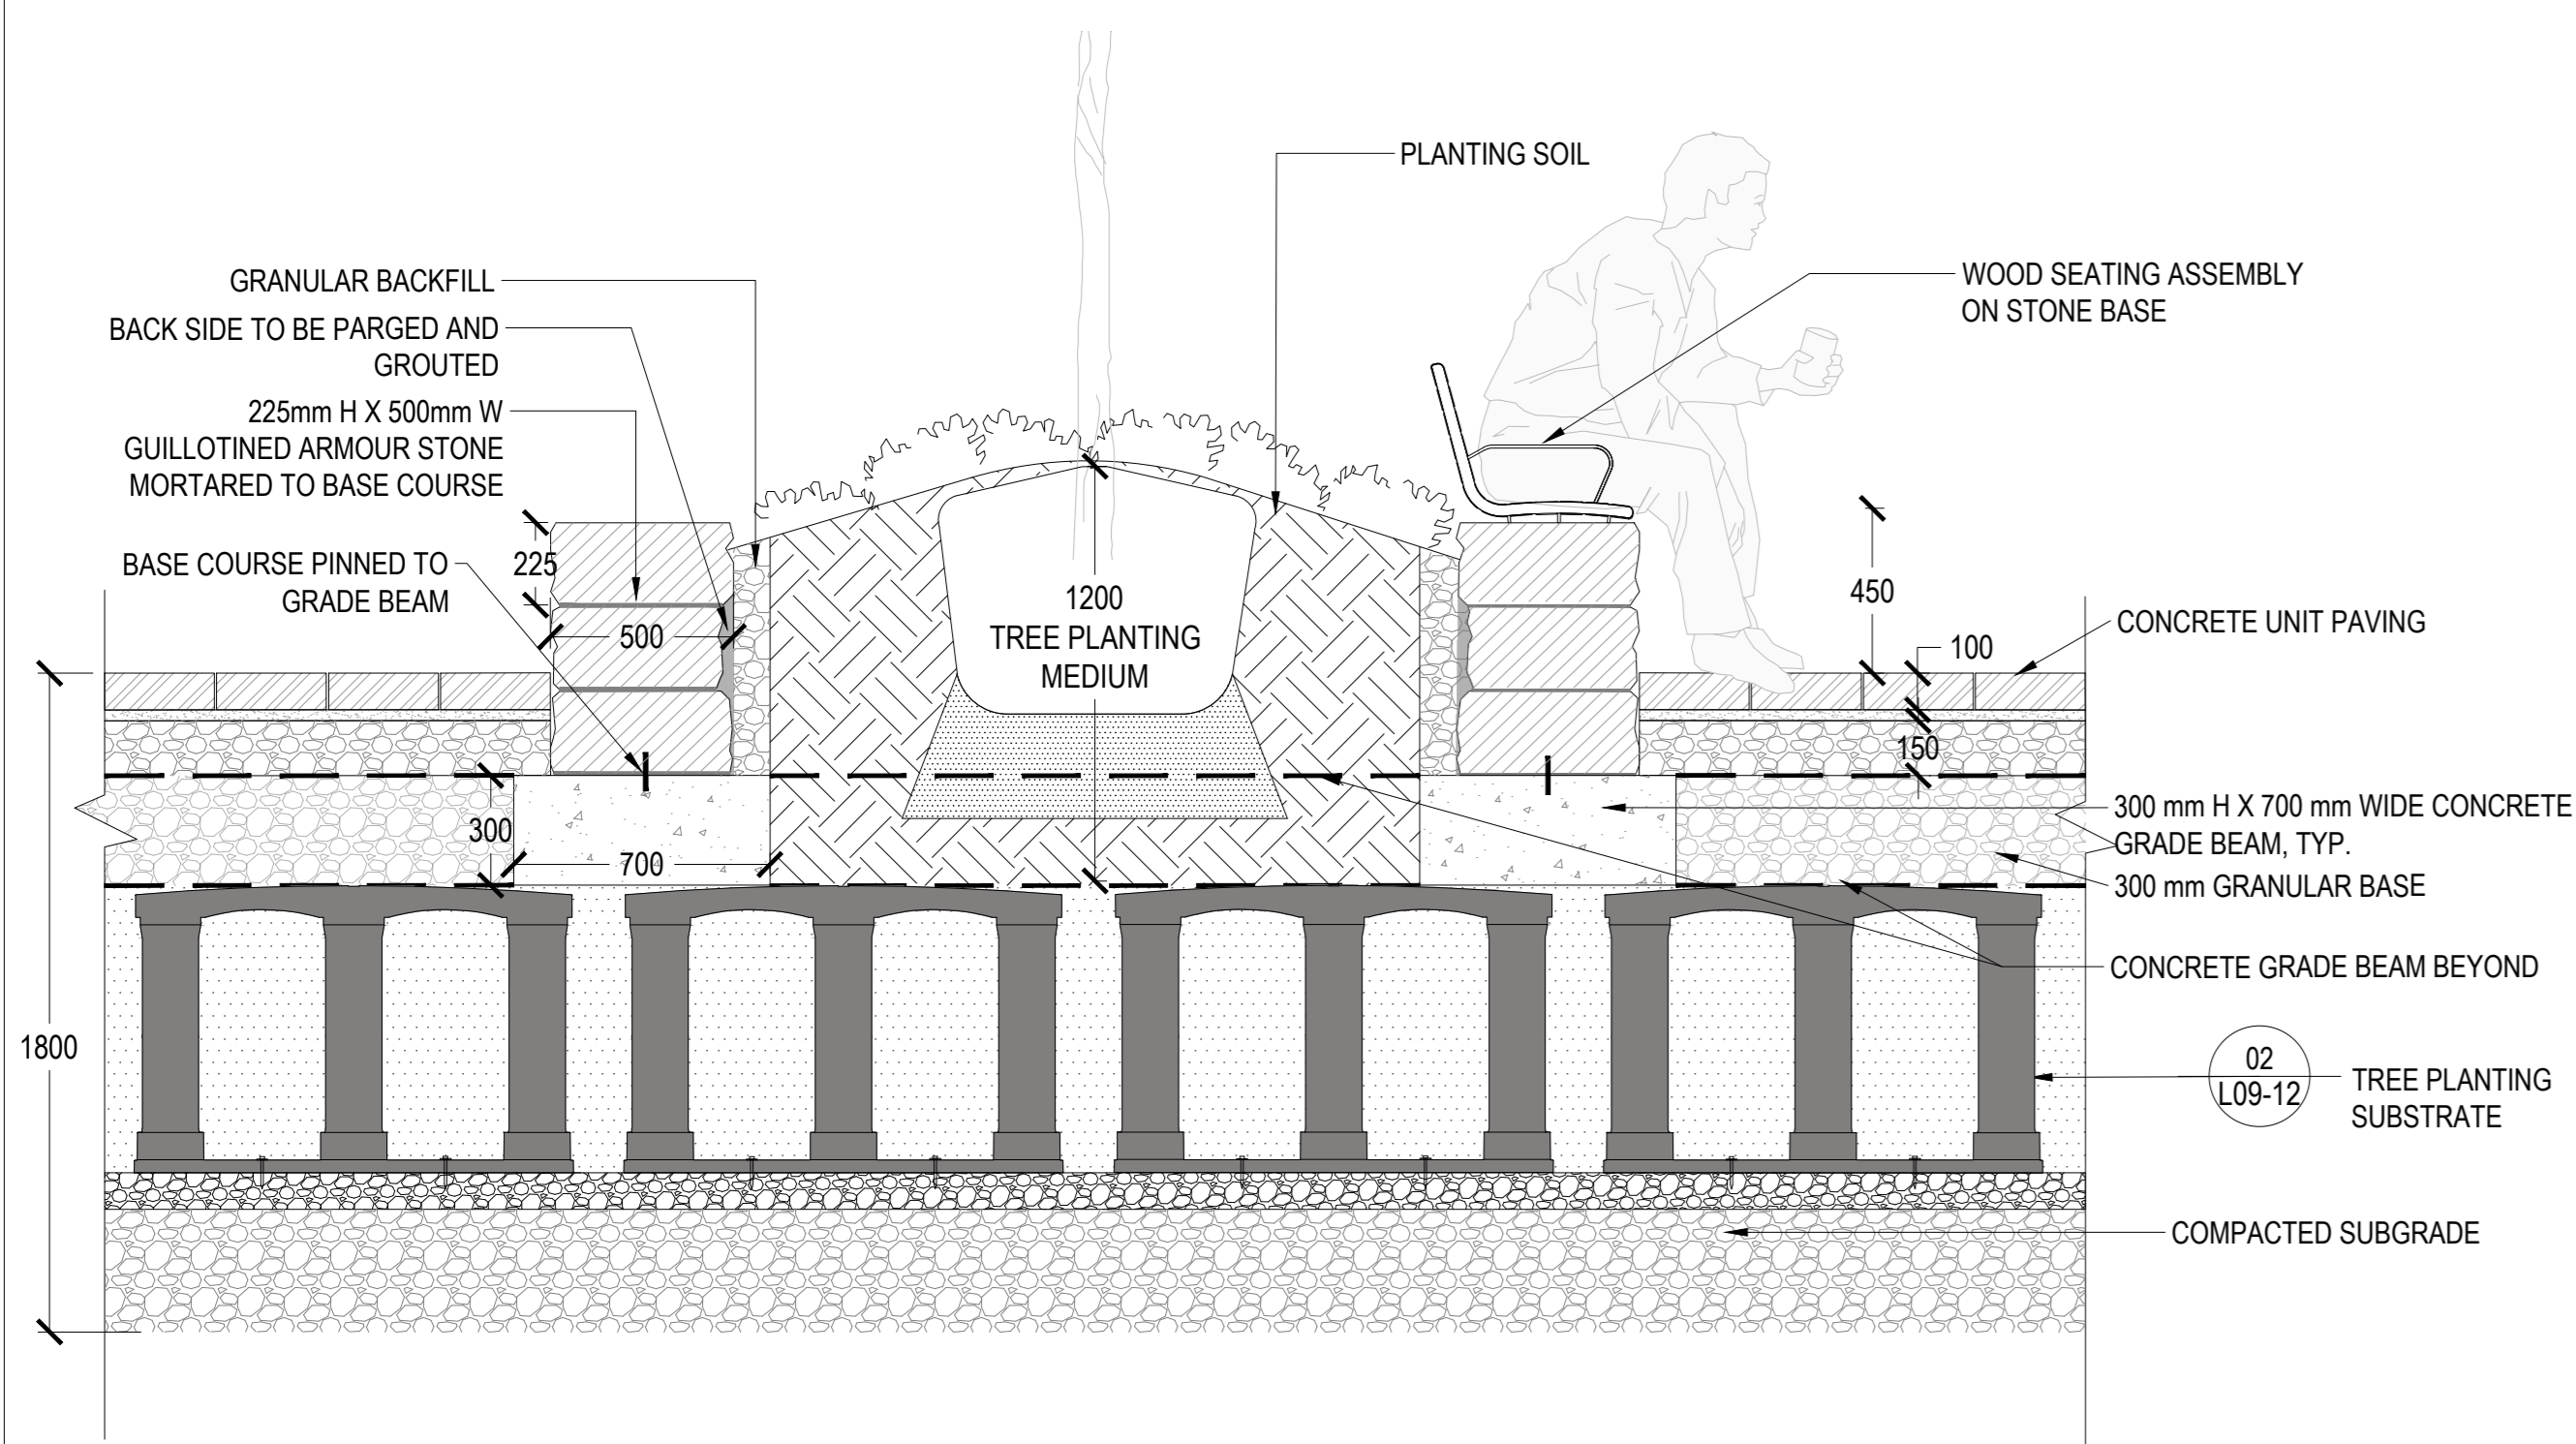 PLANTING SOIL
GRANULAR BACKFILL
WOOD SEATING ASSEMBLY
ON STONE BASE
BACK SIDE TO BE PARGED AND
GROUTED
225mm H X 500mm W
GUILLOTINED ARMOUR STONE
MORTARED TO BASE COURSE
BASE COURSE PINNED TO
GRADE BEAM
225
500
1200
TREE PLANTING
MEDIUM
450
100
CONCRETE UNIT PAVING
150
300
700
300 mm H X 700 mm WIDE CONCRETE
GRADE BEAM, TYP.
300 mm GRANULAR BASE
CONCRETE GRADE BEAM BEYOND
1800
02
L09-12
TREE PLANTING
SUBSTRATE
COMPACTED SUBGRADE